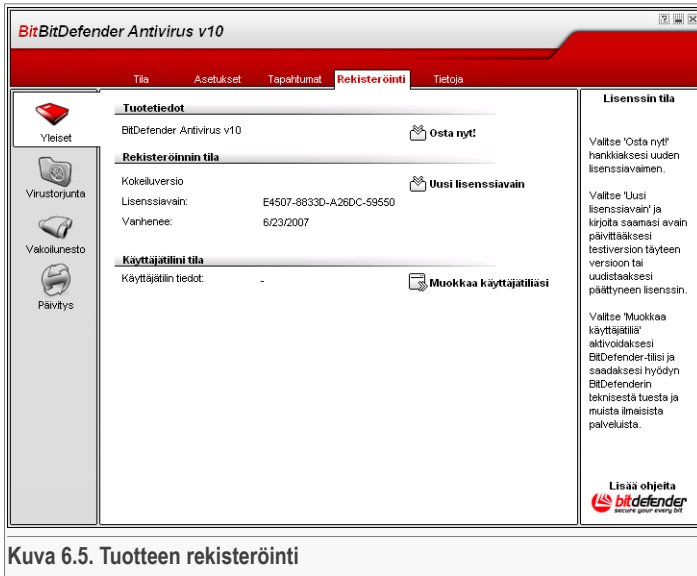 BitBitDefender Antivirus v10
Tila Asetukset Tapahtumat Rekisteröinti Tietoja
Yleiset
Virustorjunta
Vakoilunesto
Päivitys
Tuotetiedot
BitDefender Antivirus v10 Osta nyt!
Rekisteröinnin tila
Kokeiluversio Uusi lisenssiavain
Lisenssiavain: E4507-8833D-A26DC-59550
Vanhenee: 6/23/2007
Käyttäjätilini tila
Käyttäjätilin tiedot: - Muokkaa käyttäjätiliäsi
Lisenssin tila
Valitse 'Osta nyt!'
hankkiaksesi uuden
lisenssiavaimen.
Valitse 'Uusi
lisenssiavain' ja
kirjoita saamasi avain
päivittääksesi
testiversion täyteen
versioon tai
uudistaaksesi
päättyneen lisenssin.
Valitse 'Muokkaa
käyttäjätiliä'
aktivoidaksesi
BitDefender-tilisi ja
saadaksesi hyödyn
BitDefenderin
teknisestä tuesta ja
muista ilmaisista
palveluista.
Lisää ohjeita
bitdefender
secure your every bit
Kuva 6.5. Tuotteen rekisteröinti